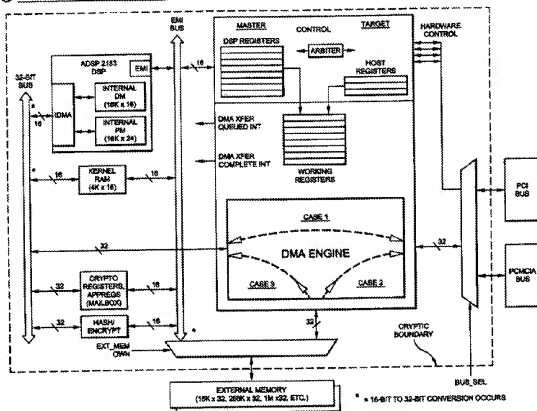 EMI
BUS
MASTER
TARGET
CONTROL
HARDWARE
CONTROL
DSP REGISTERS
ARBITER
HOST
REGISTERS
16
ADSP 2183
DSP
EMI
32-BIT
BUS
INTERNAL
DM
(16K x 16)
IDMA
INTERNAL
PM
(16K x 24)
*
16
DMA XFER
QUEUED INT
DMA XFER
COMPLETE INT
WORKING
REGISTERS
*
16
KERNEL
RAM
(4K x 16)
16
PCI
BUS
CASE 1
32
DMA ENGINE
32
CASE 3
CASE 2
PCMCIA
BUS
32
CRYPTO
REGISTERS,
APPREGS
(MAILBOX)
16
32
HASH/
ENCRYPT
16
*
32
EXT_MEM
OWN
CRYPTIC
BOUNDARY
BUS_SEL
EXTERNAL MEMORY
(16K x 32, 256K x 32, 1M x32, ETC.)
* = 16-BIT TO 32-BIT CONVERSION OCCURS